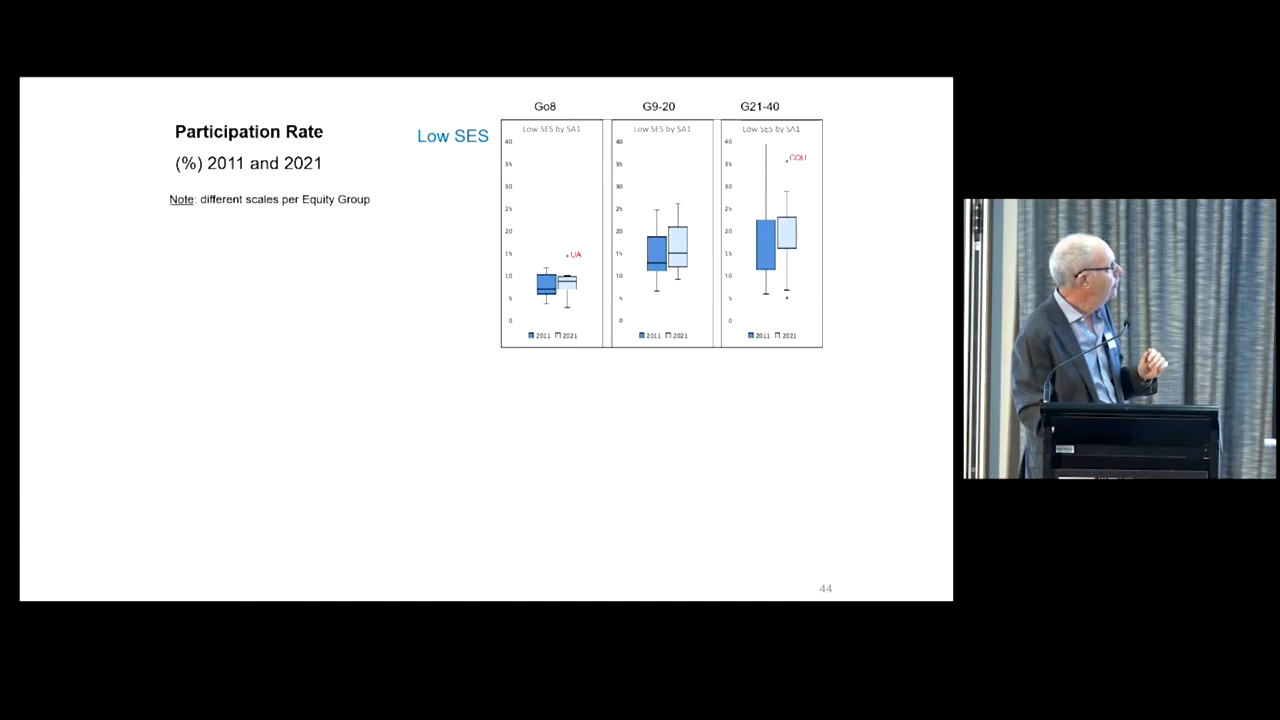 Participation Rate
(%) 2011 and 2021
Note: different scales per Equity Group
Low SES
Go8
G9-20
G21-40
Low SES by SA1
40
35
30
25
20
15
10
5
0
UA
2011 2021
Low SES by SA1
40
35
30
25
20
15
10
5
0
2011 2021
Low SES by SA1
40
35
30
25
20
15
10
5
0
CQU
2011 2021
44